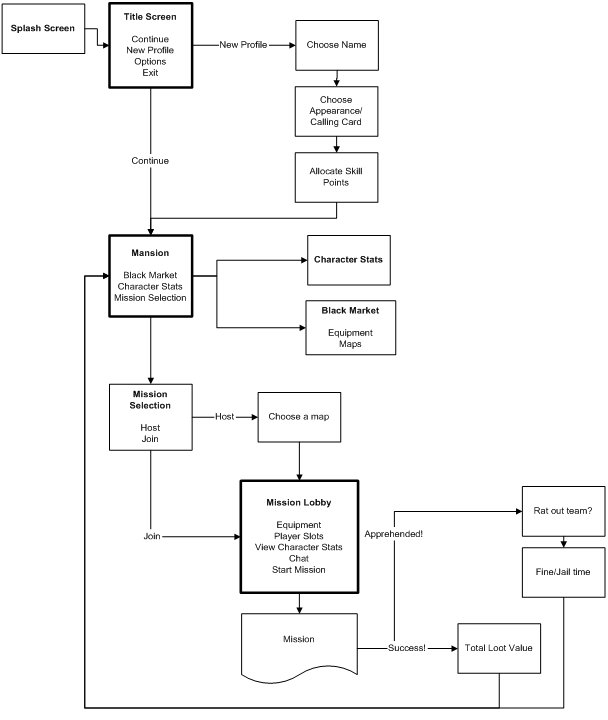 Splash Screen
Title Screen
Continue
New Profile
Options
Exit
New Profile
Choose Name
Choose
Appearance/
Calling Card
Allocate Skill
Points
Continue
Mansion
Black Market
Character Stats
Mission Selection
Character Stats
Black Market
Equipment
Maps
Mission
Selection
Host
Join
Host
Choose a map
Join
Mission Lobby
Equipment
Player Slots
View Character Stats
Chat
Start Mission
Apprehended!
Rat out team?
Fine/Jail time
Mission
Success!
Total Loot Value